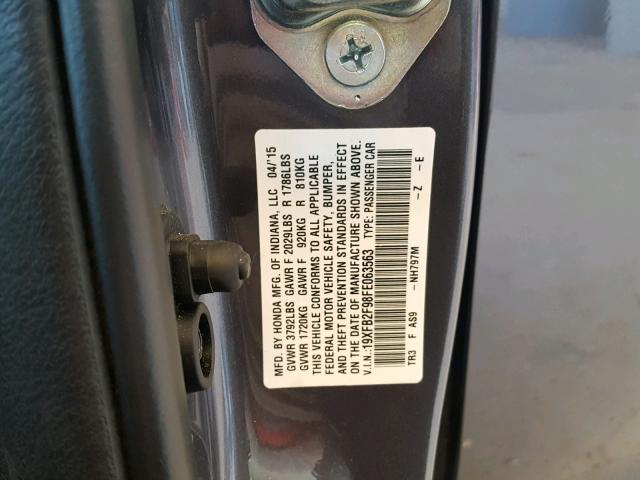 MFD. BY HONDA MFG. OF INDIANA, LLC 04/'15
GVWR 3792LBS GAWR F 2029LBS R 1786LBS
GVWR 1720KG GAWR F 920KG R 810KG
THIS VEHICLE CONFORMS TO ALL APPLICABLE
FEDERAL MOTOR VEHICLE SAFETY, BUMPER,
AND THEFT PREVENTION STANDARDS IN EFFECT
ON THE DATE OF MANUFACTURE SHOWN ABOVE.
V.I.N.:19XFB2F98FE063563 TYPE: PASSENGER CAR
TR3 F AS9 -NH797M -Z -E